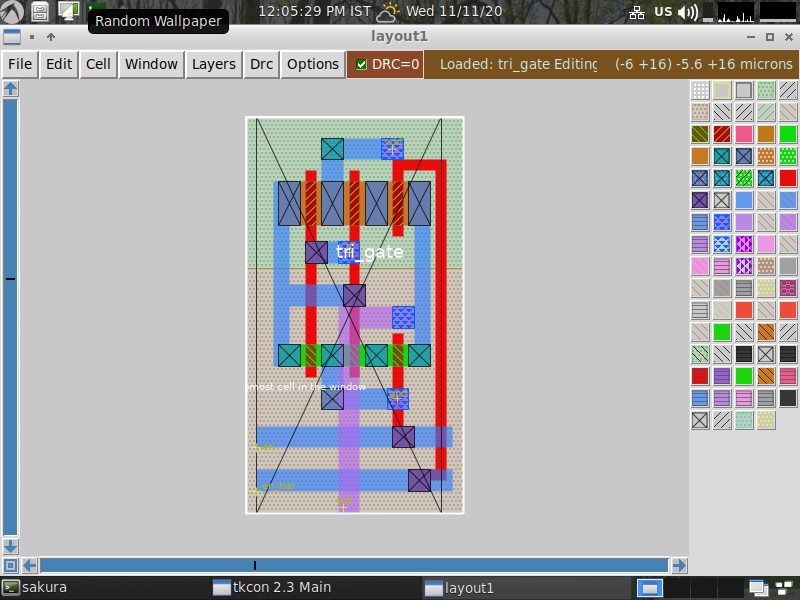 12:05:29 PM IST
Wed 11/11/20
US
Random Wallpaper
layout1
File
Edit
Cell
Window
Layers
Drc
Options
DRC=0
Loaded: tri_gate Editing
(-6 +16) -5.6 +16 microns
tri_gate
most cell in the window
out
sakura
tkcon 2.3 Main
layout1